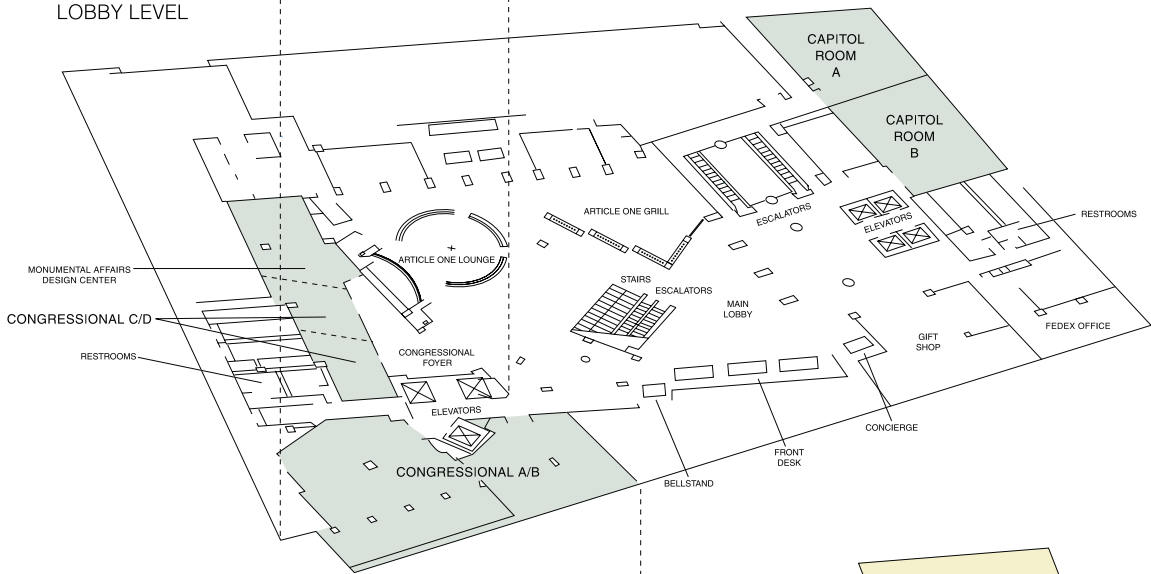 LOBBY LEVEL
CAPITOL
ROOM
A
CAPITOL
ROOM
B
ARTICLE ONE GRILL
ESCALATORS
ELEVATORS
RESTROOMS
ARTICLE ONE LOUNGE
MONUMENTAL AFFAIRS
DESIGN CENTER
STAIRS
ESCALATORS
MAIN
LOBBY
CONGRESSIONAL C/D
FEDEX OFFICE
GIFT
SHOP
RESTROOMS
CONGRESSIONAL
FOYER
ELEVATORS
CONCIERGE
FRONT
DESK
CONGRESSIONAL A/B
BELLSTAND